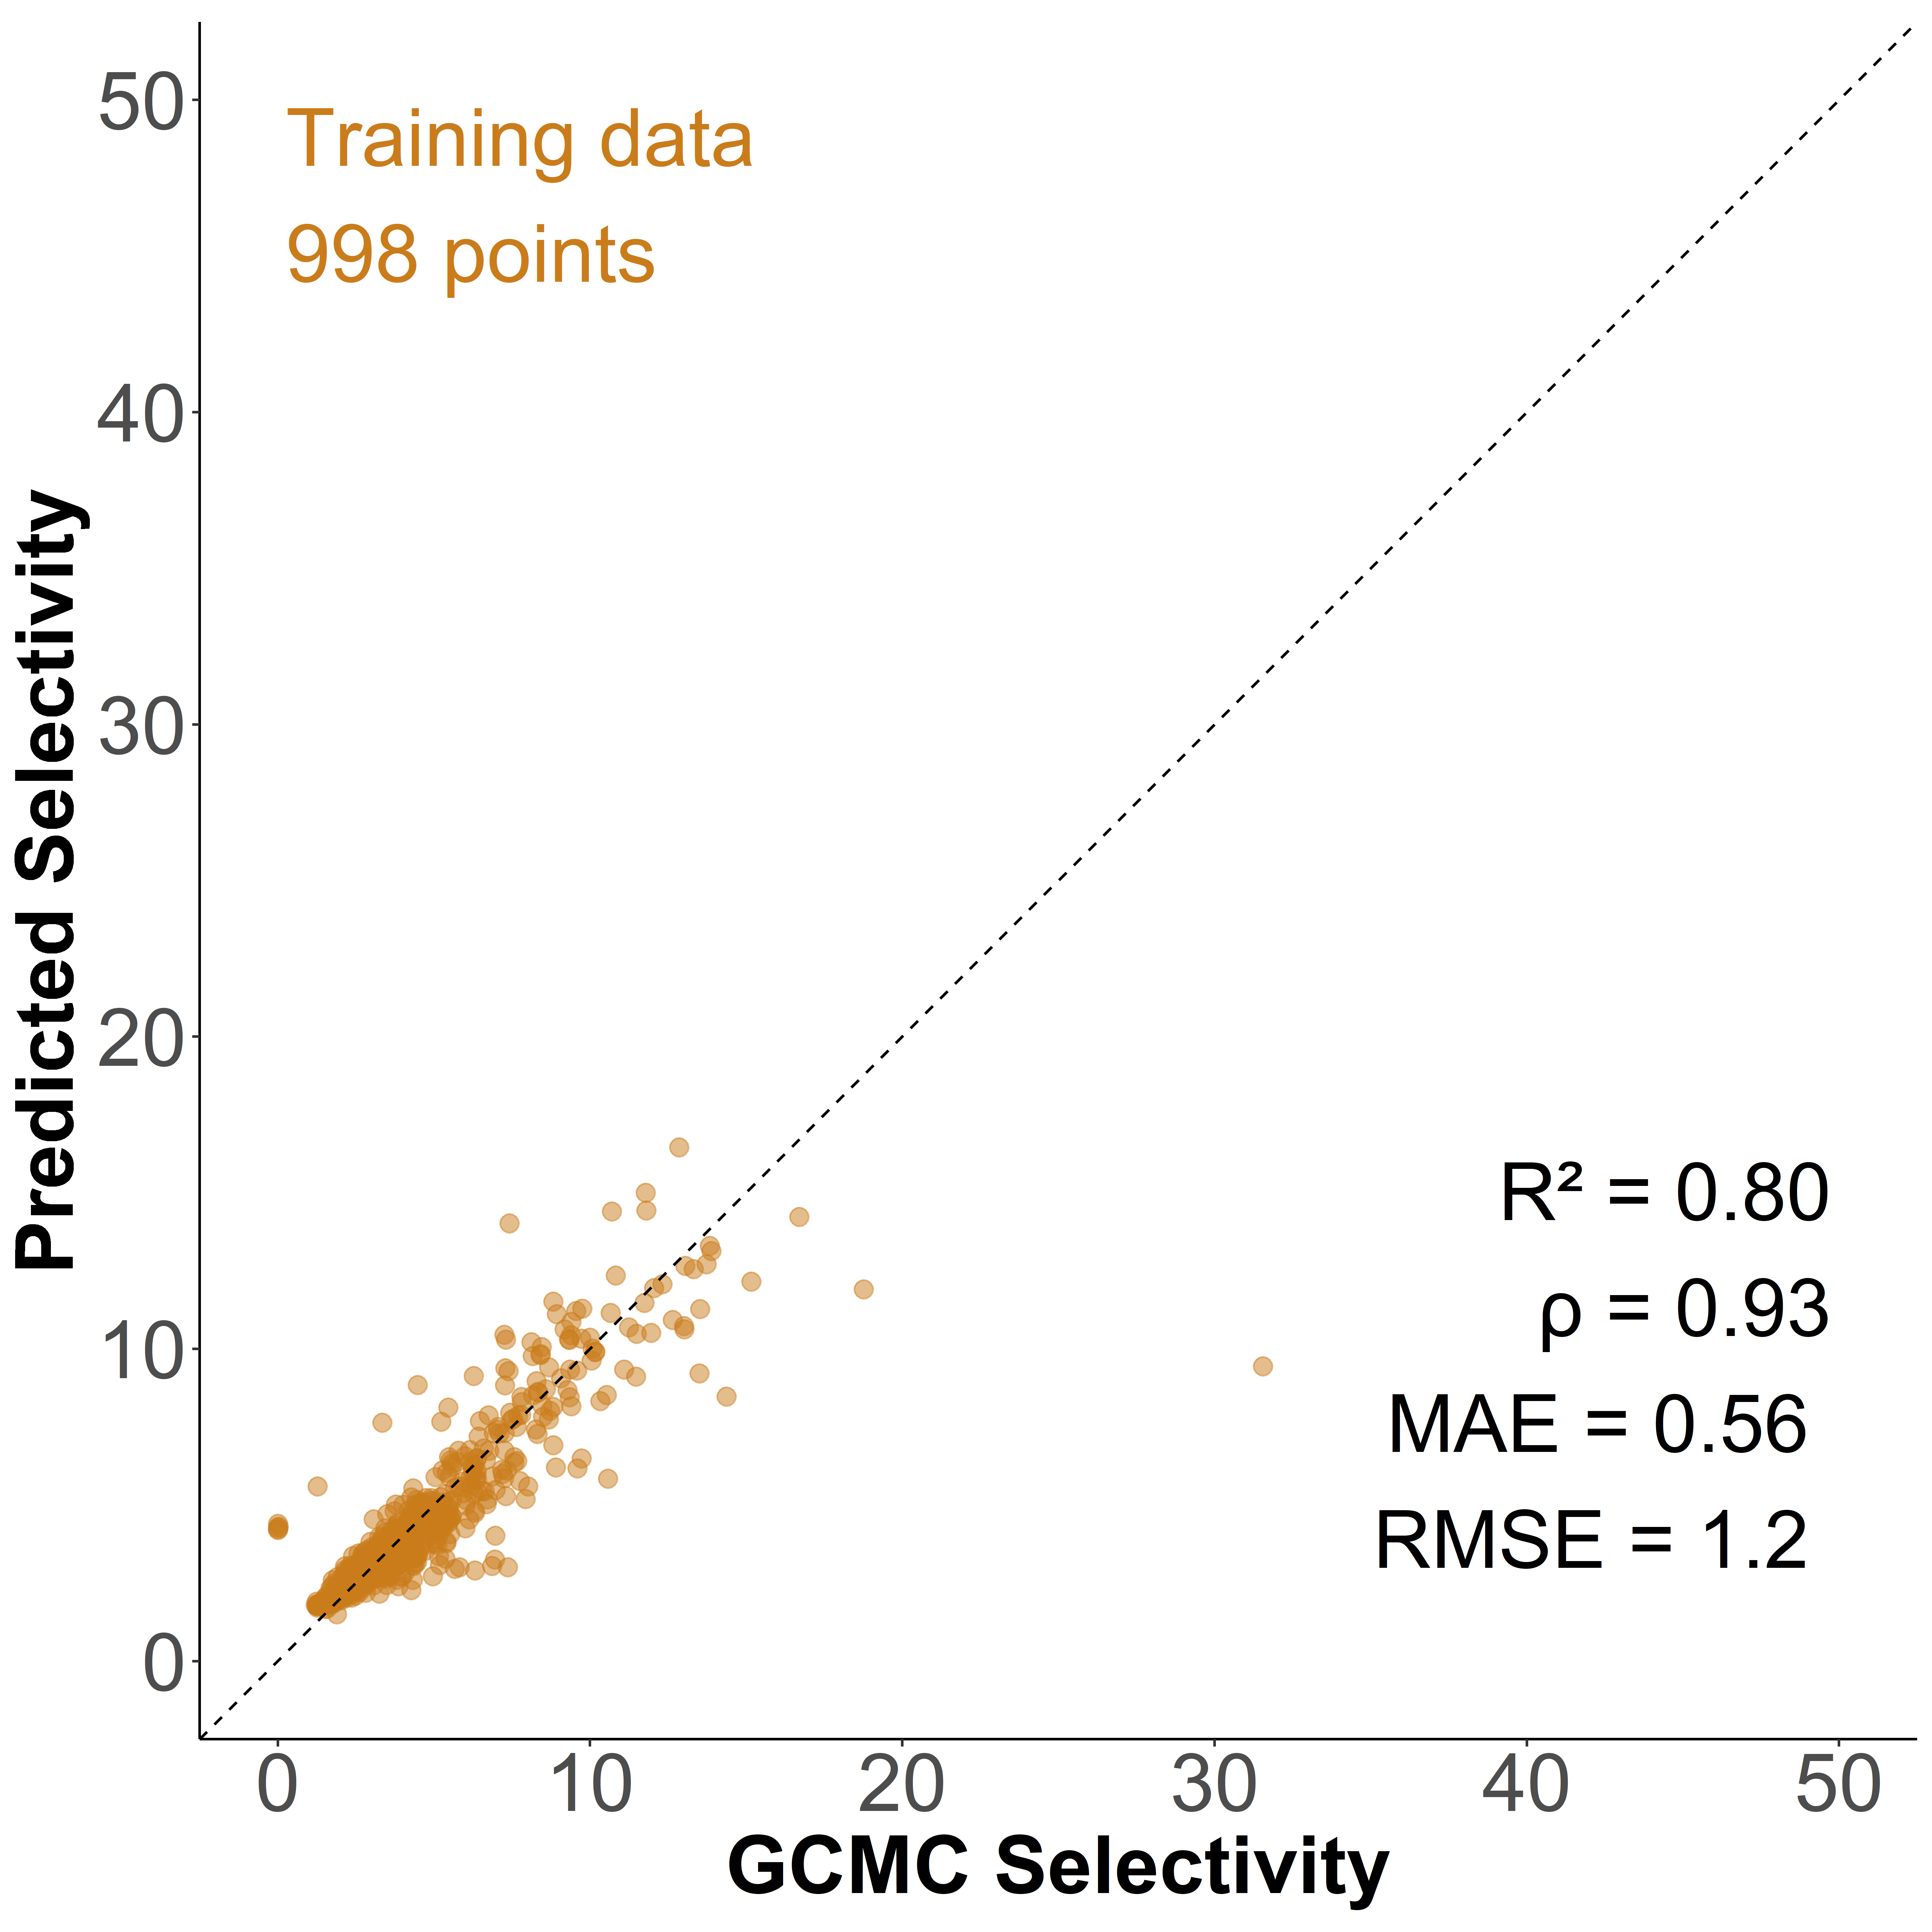 Training data
998 points
50
40
30
20
10
0
Predicted Selectivity
R² = 0.80
ρ = 0.93
MAE = 0.56
RMSE = 1.2
0 10 20 30 40 50
GCMC Selectivity